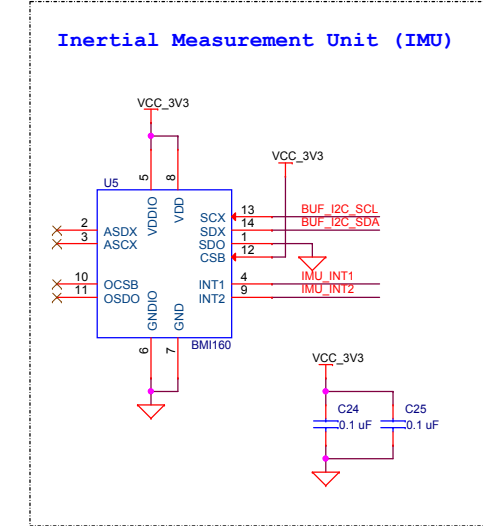 Inertial Measurement Unit (IMU)
VCC_3V3
VCC_3V3
5
8
U5
VDDIO
VDD
2
ASDX
3
ASCX
10
OCSB
11
OSDO
SCX
13
BUF_I2C_SCL
SDX
14
BUF_I2C_SDA
SDO
1
CSB
12
INT1
4
IMU_INT1
INT2
9
IMU_INT2
GNDIO
GND
BMI160
6
7
VCC_3V3
C24
0.1 uF
C25
0.1 uF